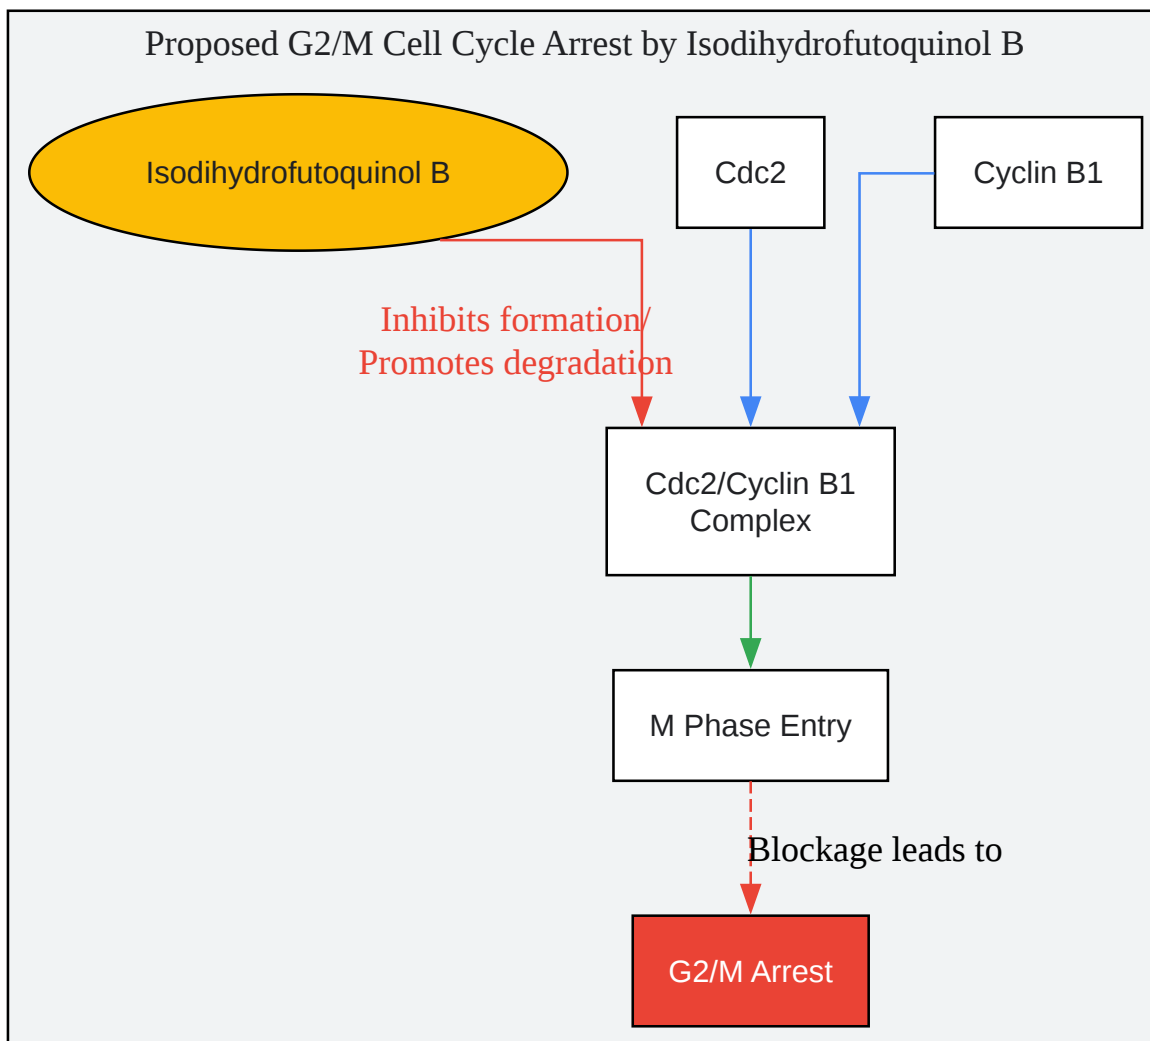 Proposed G2/M Cell Cycle Arrest by Isodihydrofutoquinol B
Isodihydrofutoquinol B
Cdc2
Cyclin B1
Inhibits formation/
Promotes degradation
Cdc2/Cyclin B1
Complex
M Phase Entry
Blockage leads to
G2/M Arrest